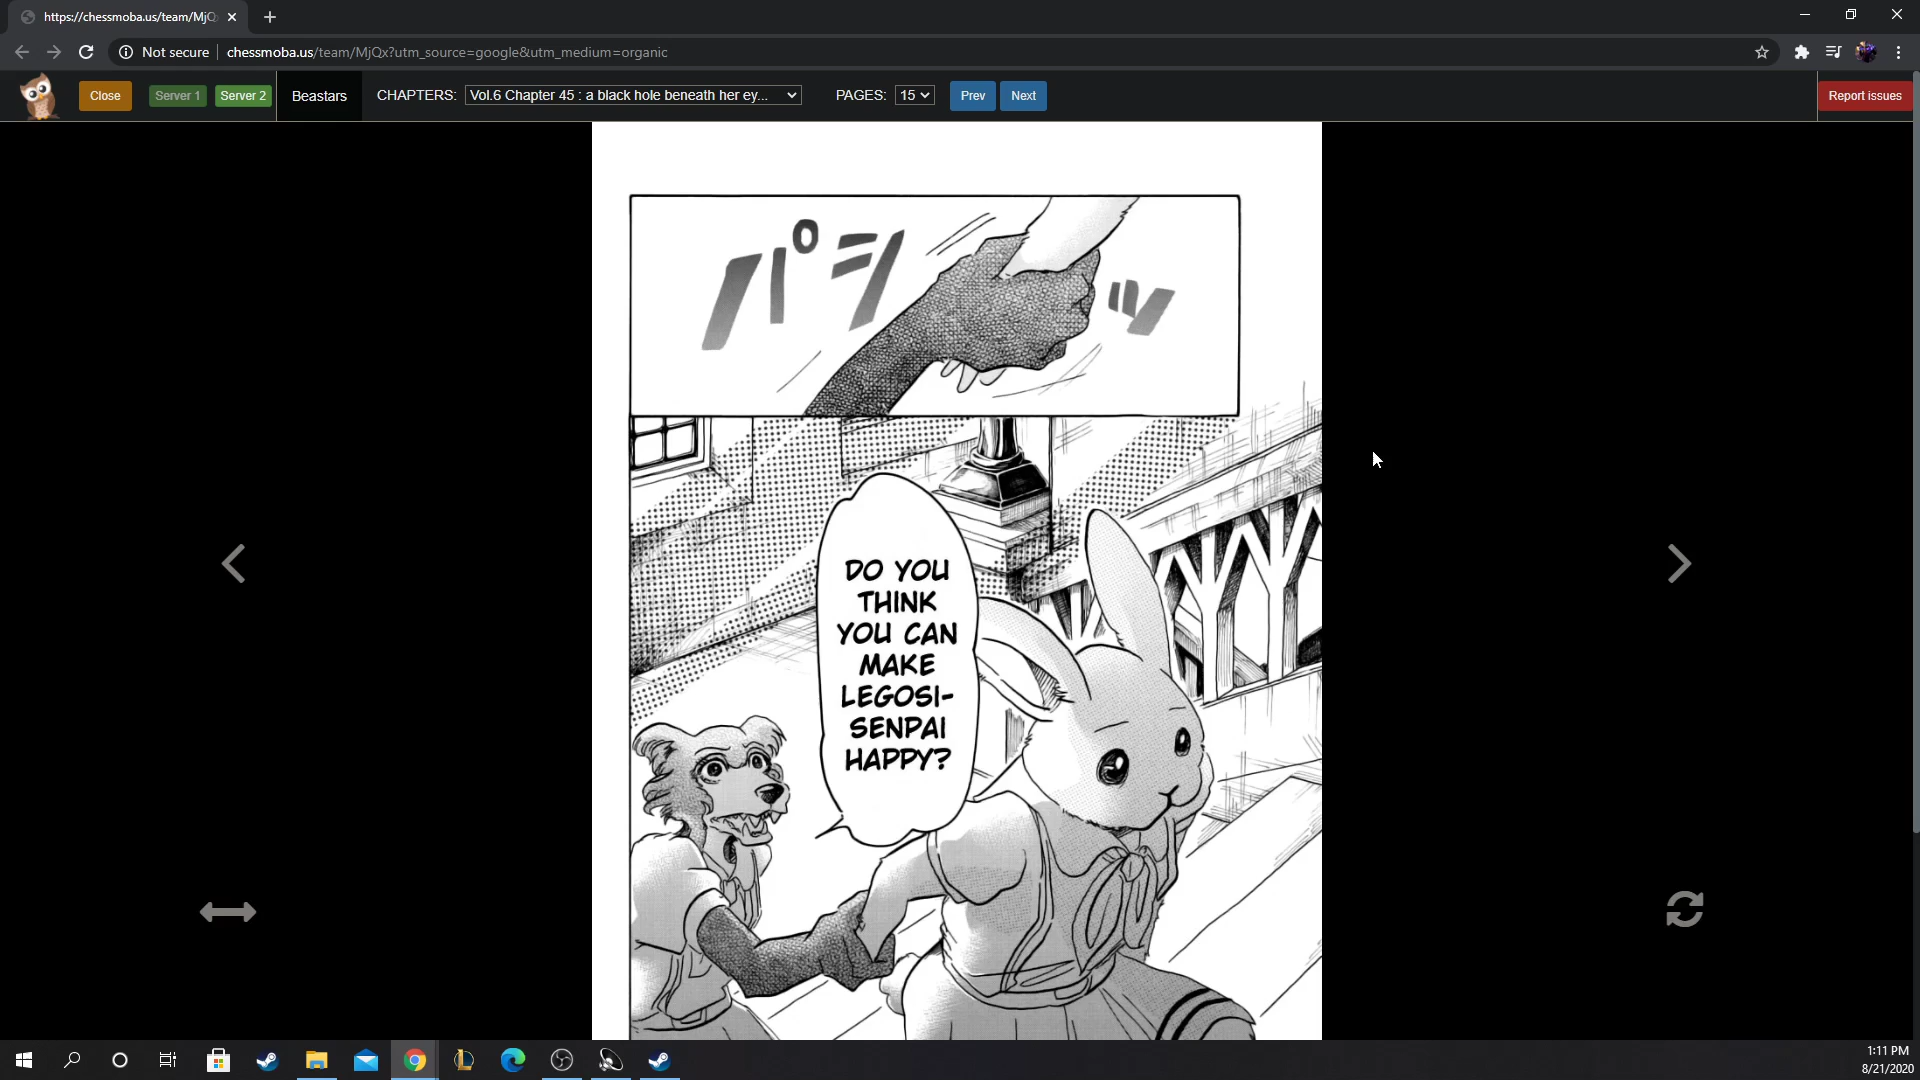 https://chessmoba.us/team/MjQ
Not secure
chessmoba.us/team/MjQx?utm_source=google&utm_medium=organic
Close
Server 1
Server 2
Beastars
CHAPTERS:
Vol.6 Chapter 45 : a black hole beneath her ey...
PAGES:
15
Prev
Next
Report issues
パシッ
DO YOU
THINK
YOU CAN
MAKE
LEGOSI-
SENPAI
HAPPY?
1:11 PM
8/21/2020